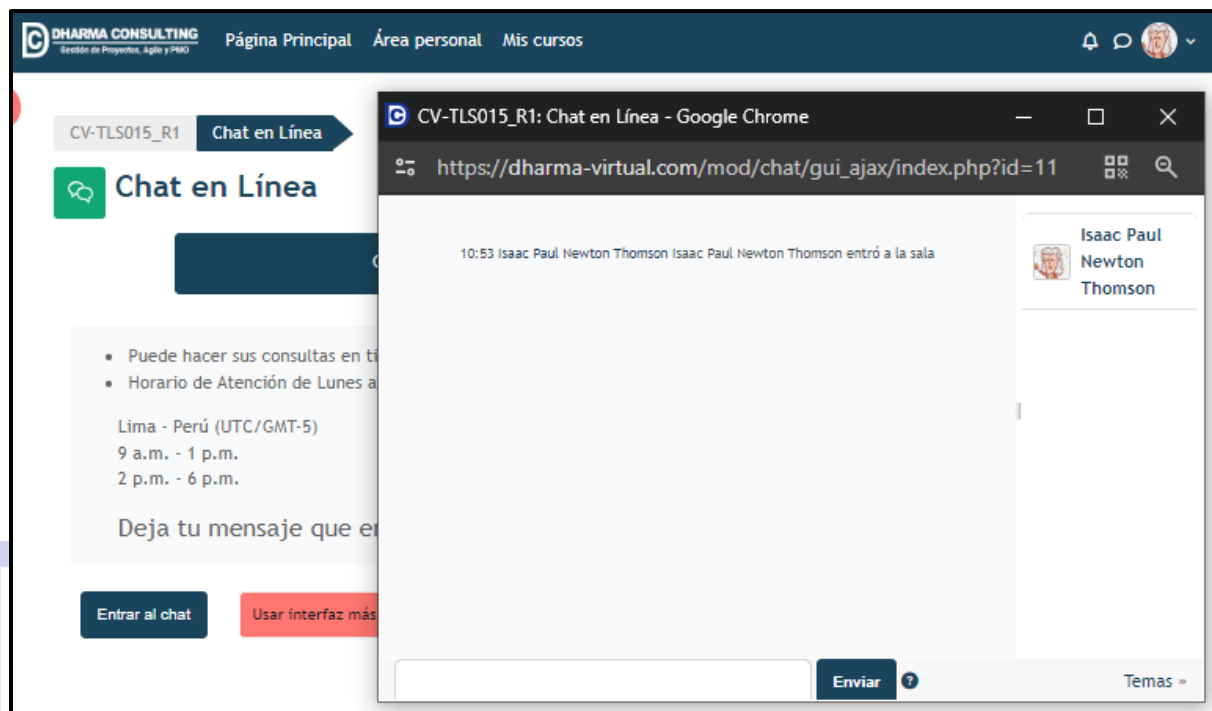 DHARMA CONSULTING
Gestión de Proyectos, Agile y PMO
Página Principal Área personal Mis cursos
CV-TLS015_R1 Chat en Línea
Chat en Línea
Puede hacer sus consultas en ti
Horario de Atención de Lunes a
Lima - Perú (UTC/GMT-5)
9 a.m. - 1 p.m.
2 p.m. - 6 p.m.
Deja tu mensaje que en
Entrar al chat Usar interfaz más
CV-TLS015_R1: Chat en Línea - Google Chrome
https://dharma-virtual.com/mod/chat/gui_ajax/index.php?id=11
10:53 Isaac Paul Newton Thomson Isaac Paul Newton Thomson entró a la sala
Isaac Paul
Newton
Thomson
Enviar
Temas »